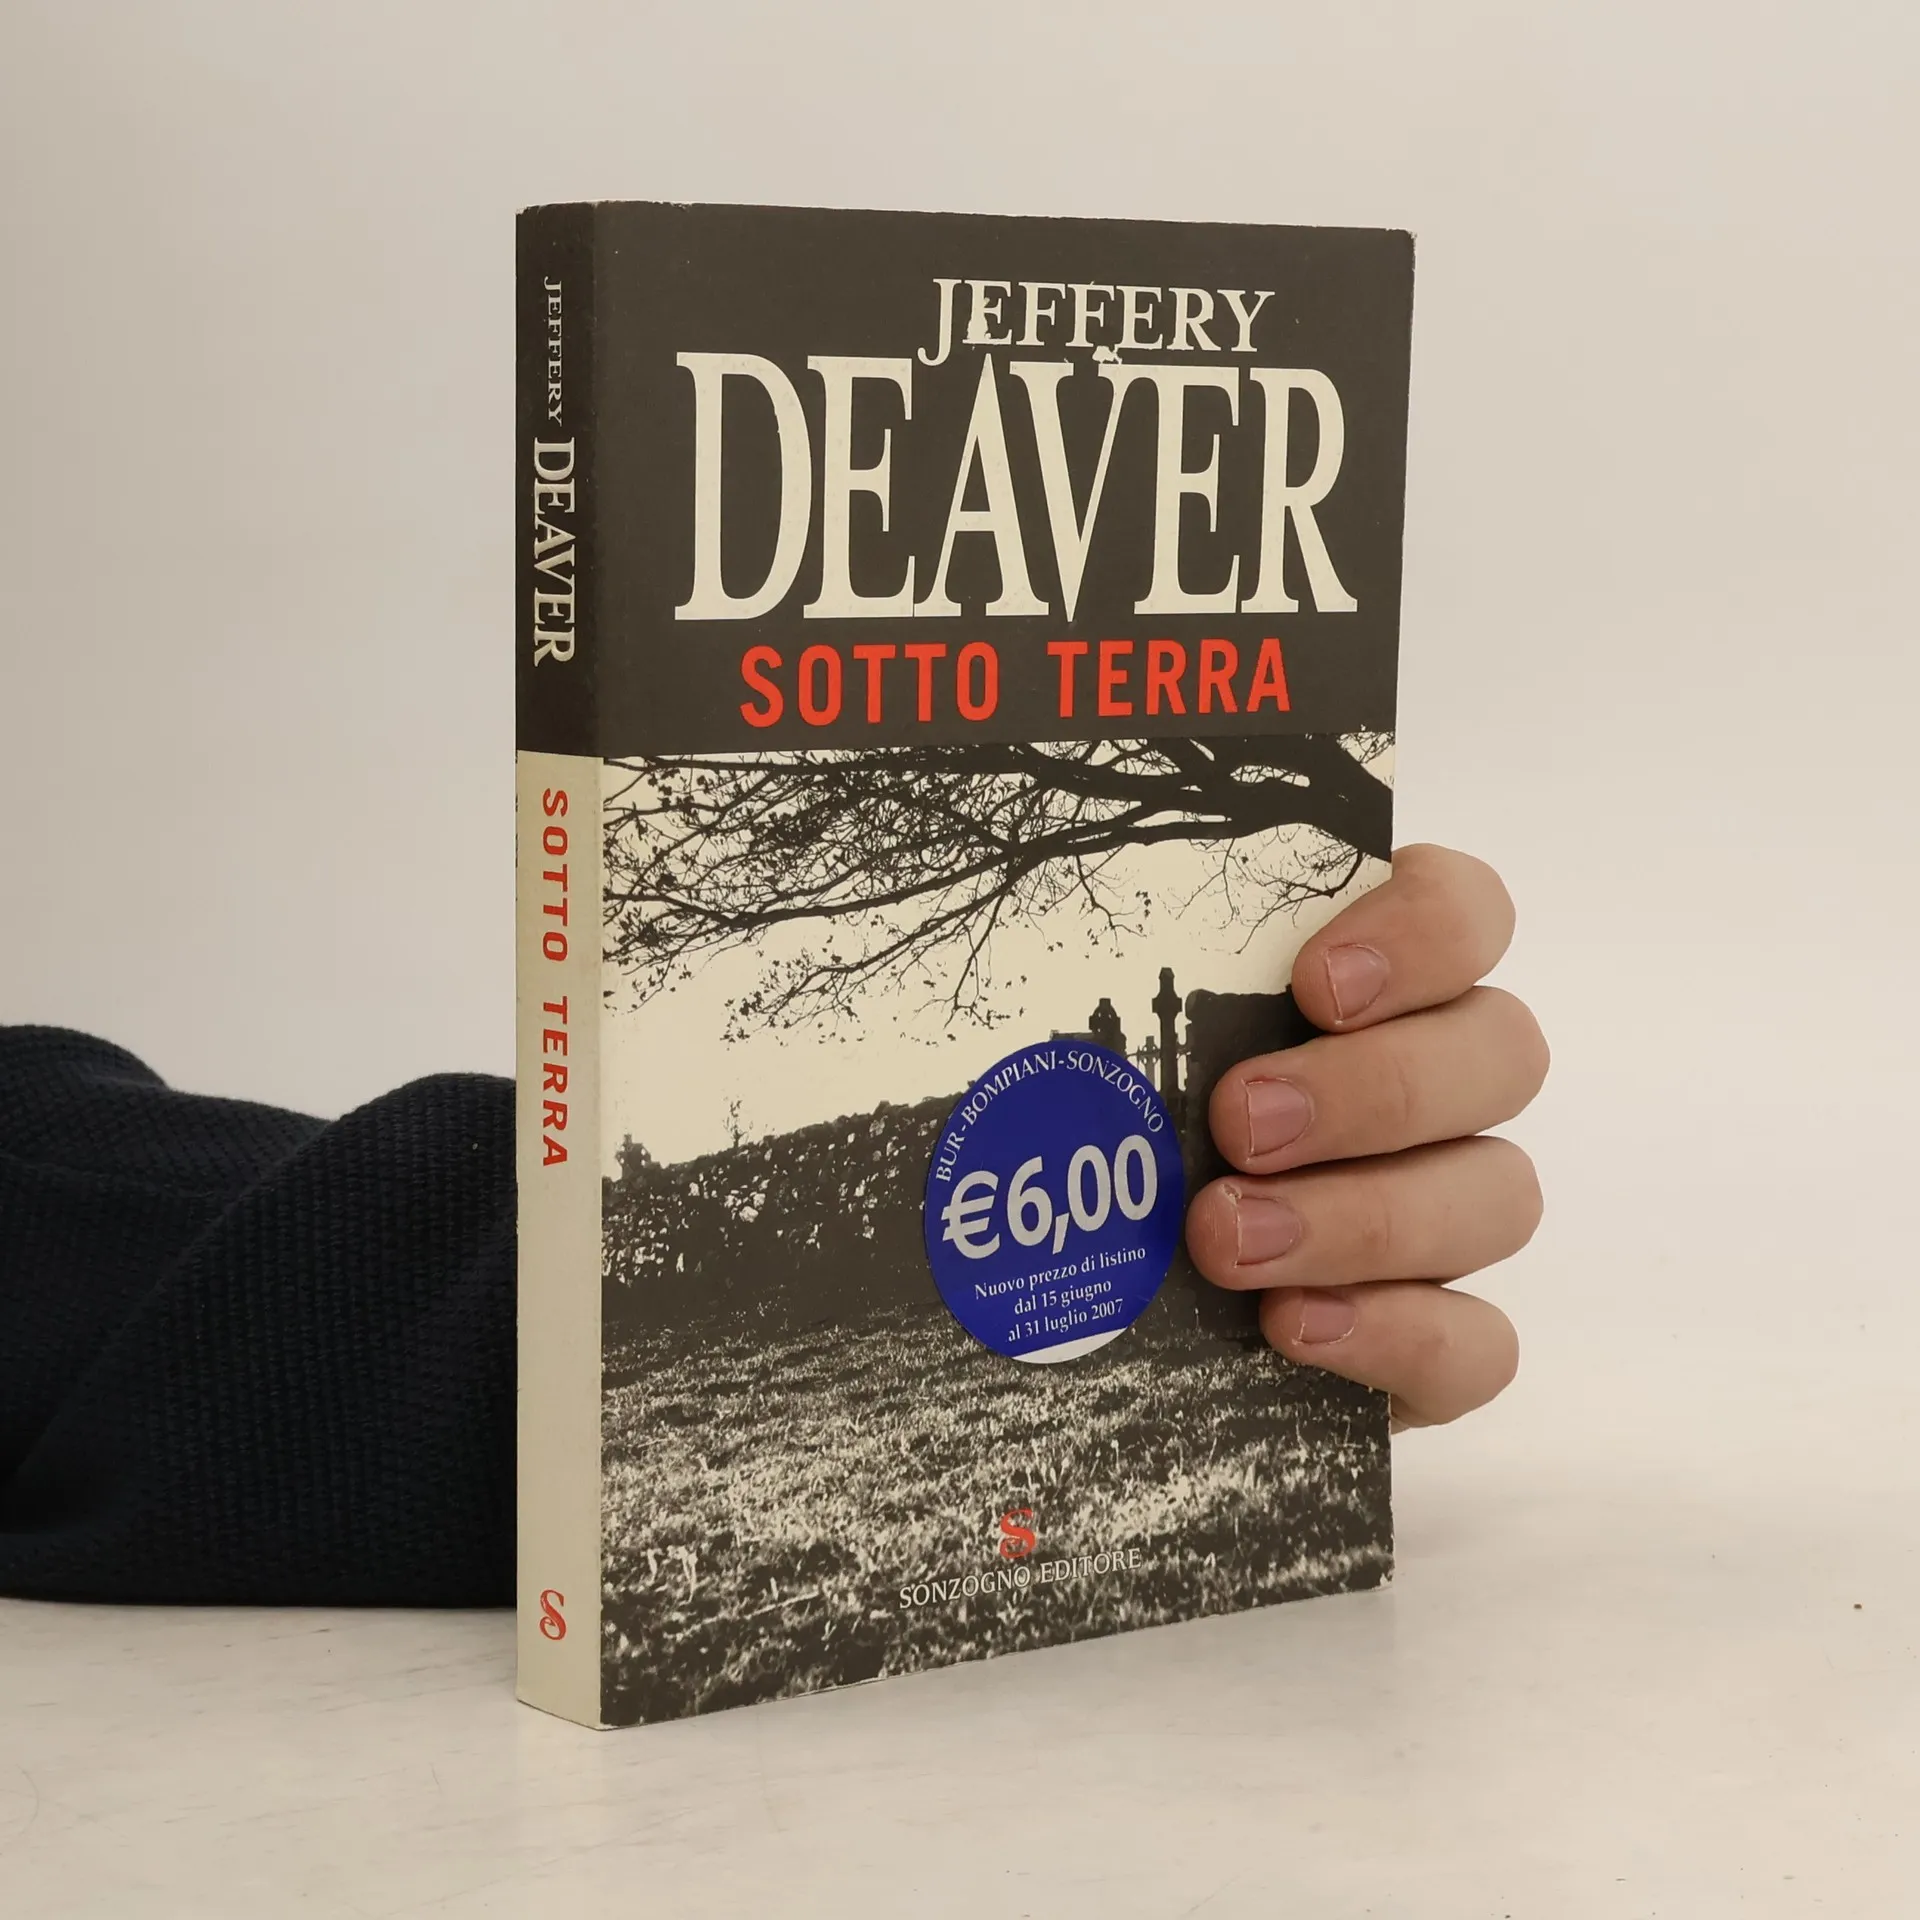 JEFFERY DEAVER
SOTTO TERRA
JEFFERY
DEAVER
SOTTO TERRA
BUR-BOMPIANI-SONZOGNO
€6,00
Nuovo prezzo di listino
dal 15 giugno
al 31 luglio 2007
S
SONZOGNO EDITORE
S